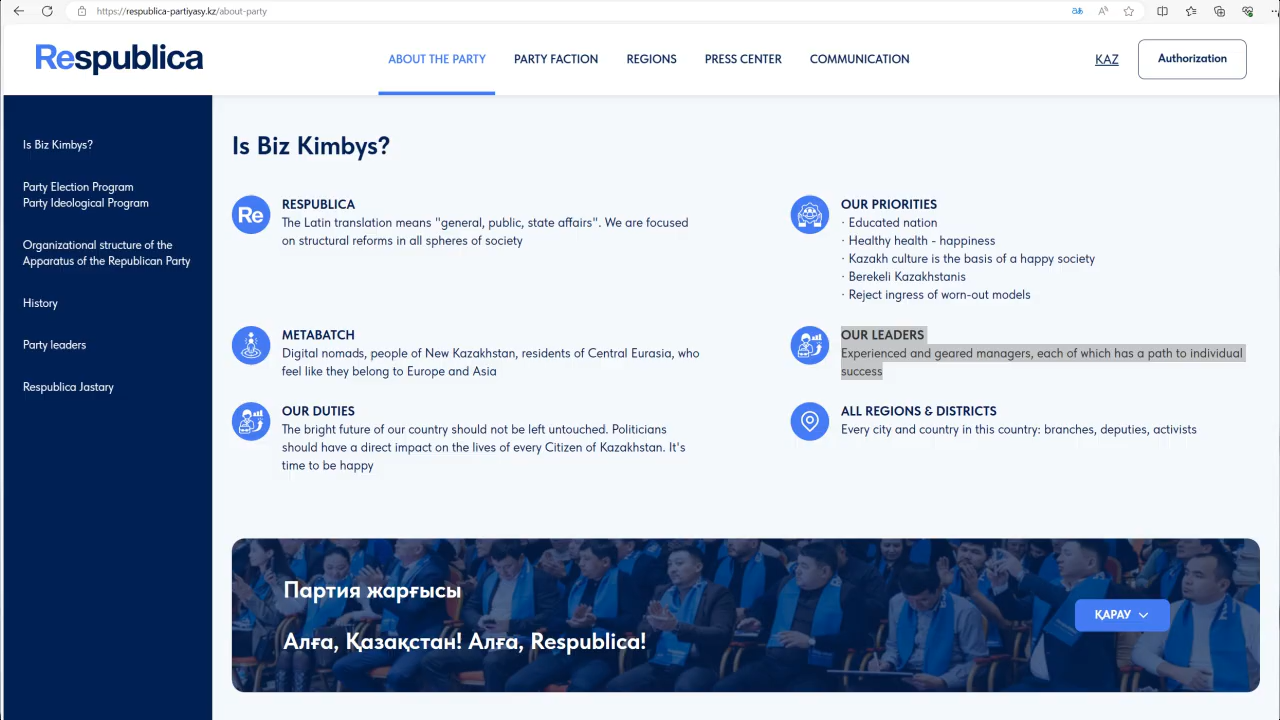 https://respublica-partiyasy.kz/about-party
Respublica
ABOUT THE PARTY
PARTY FACTION
REGIONS
PRESS CENTER
COMMUNICATION
KAZ
Authorization
Is Biz Kimbys?
Party Election Program
Party Ideological Program
Organizational structure of the
Apparatus of the Republican Party
History
Party leaders
Respublica Jastary
Is Biz Kimbys?
Re
RESPUBLICA
The Latin translation means "general, public, state affairs". We are focused
on structural reforms in all spheres of society
OUR PRIORITIES
· Educated nation
· Healthy health - happiness
· Kazakh culture is the basis of a happy society
· Berekeli Kazakhstanis
· Reject ingress of worn-out models
METABATCH
Digital nomads, people of New Kazakhstan, residents of Central Eurasia, who
feel like they belong to Europe and Asia
OUR LEADERS
Experienced and geared managers, each of which has a path to individual
success
OUR DUTIES
The bright future of our country should not be left untouched. Politicians
should have a direct impact on the lives of every Citizen of Kazakhstan. It's
time to be happy
ALL REGIONS & DISTRICTS
Every city and country in this country: branches, deputies, activists
Партия жарғысы
Алға, Қазақстан! Алға, Respublica!
ҚАРАУ